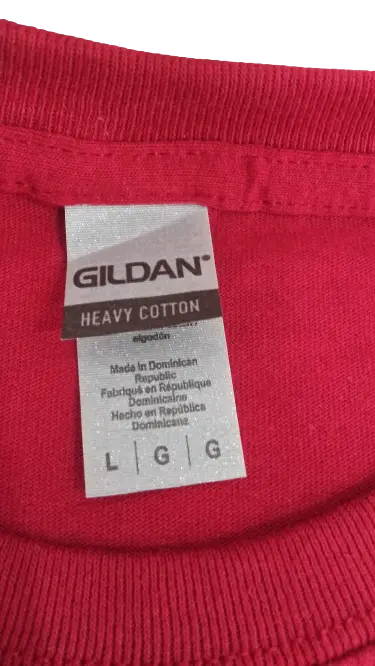 GILDAN®
HEAVY COTTON
algodón
Made in Dominican
Republic
Fabriqué en République
Dominicaine
Hecho en República
Dominicana
L | G | G